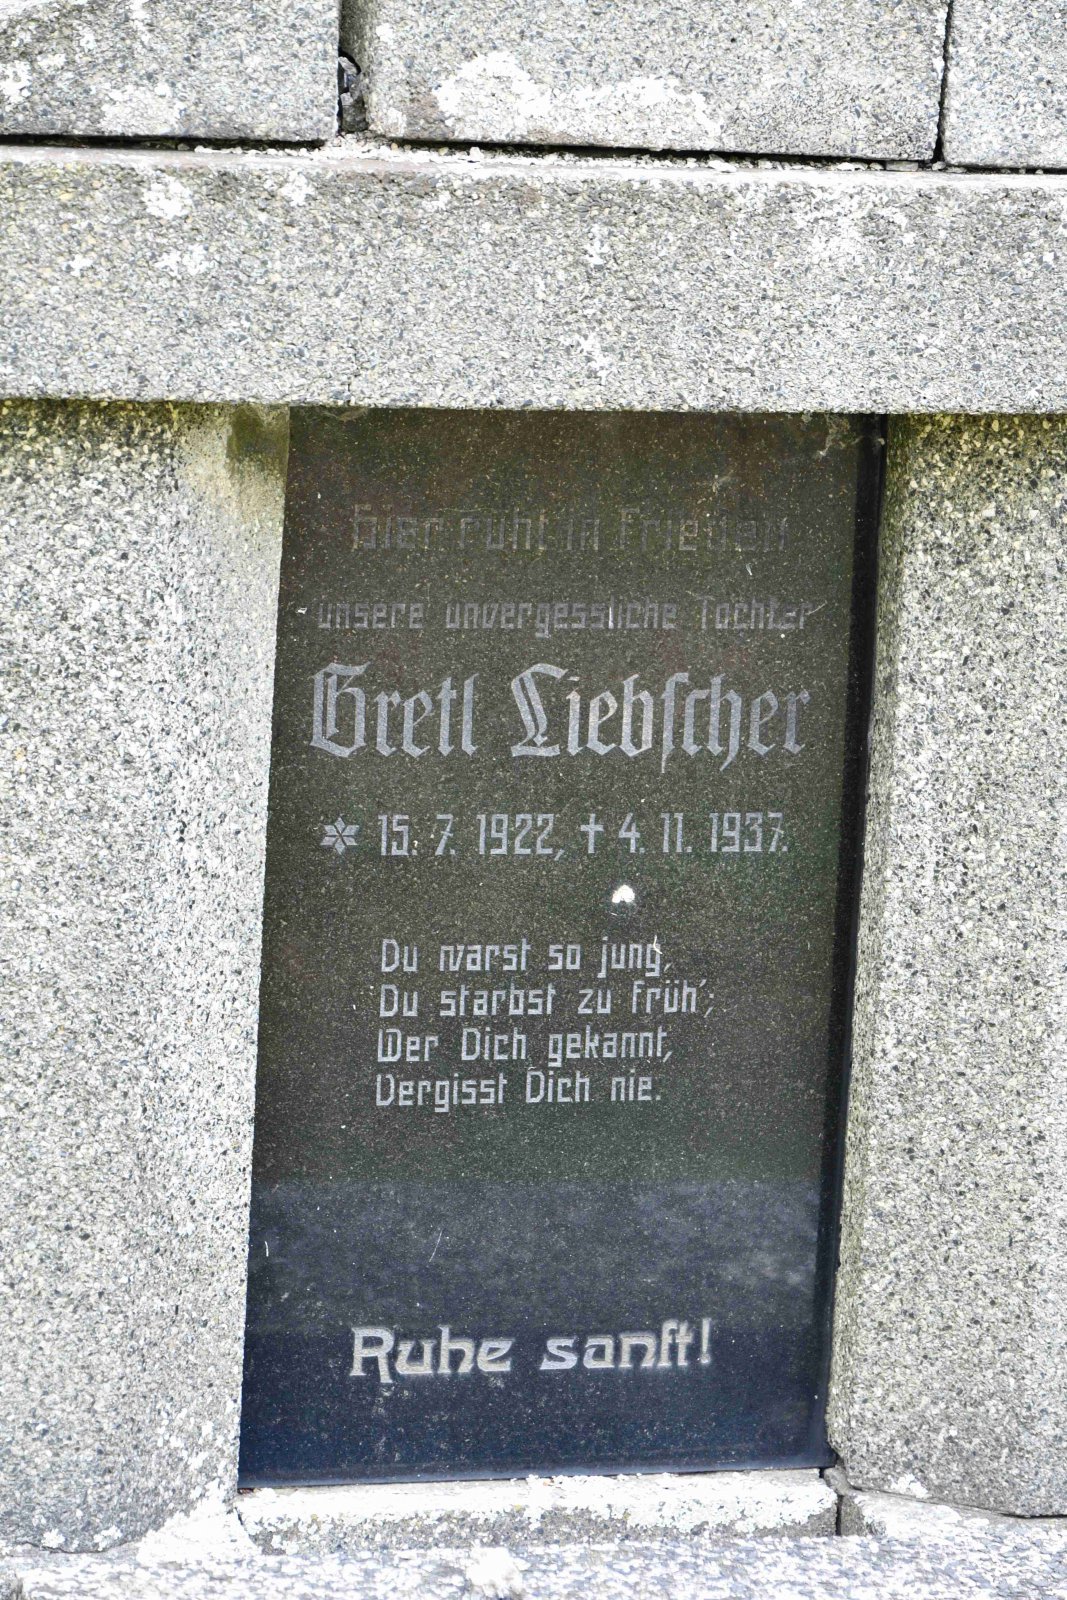 Hier ruht in Frieden
unsere unvergessliche Tochter
Gretl Liebscher
* 15. 7. 1922, † 4. 11. 1937.
Du warst so jung,
Du starbst zu früh';
Wer Dich gekannt,
Vergisst Dich nie.
Ruhe sanft!